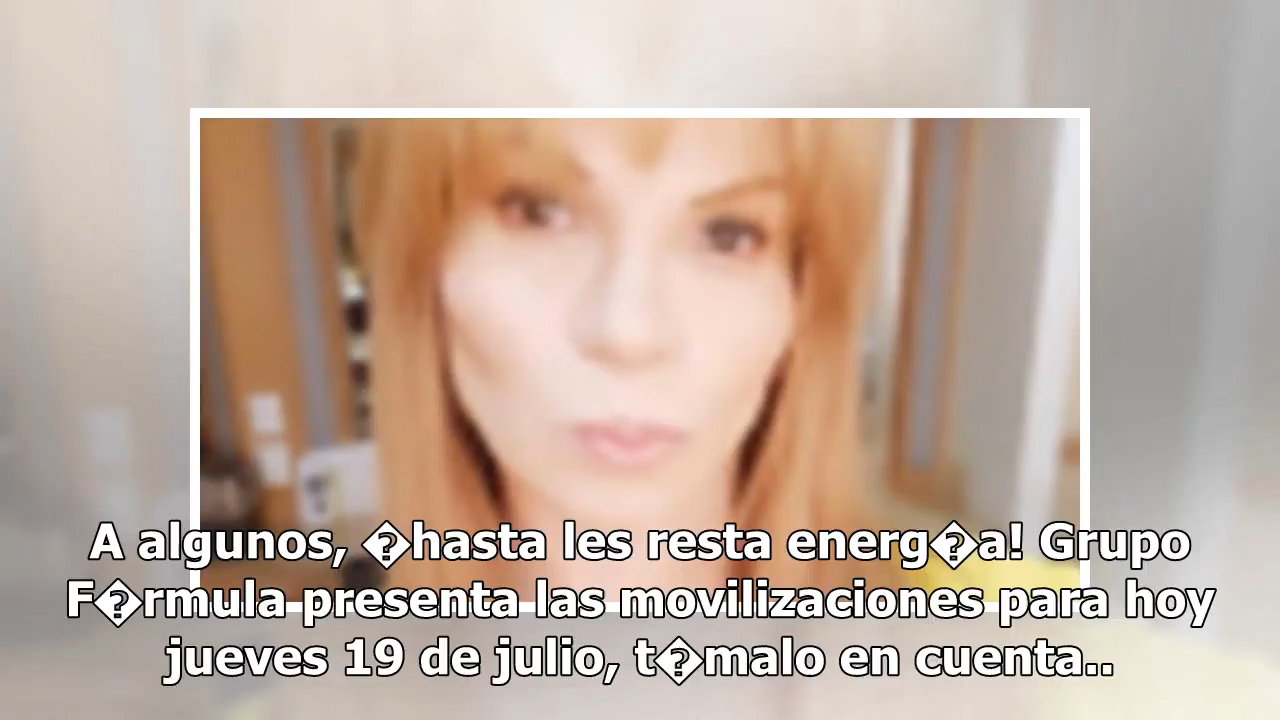 A algunos, �hasta les resta energ�a! Grupo
F�rmula presenta las movilizaciones para hoy
jueves 19 de julio, t�malo en cuenta..